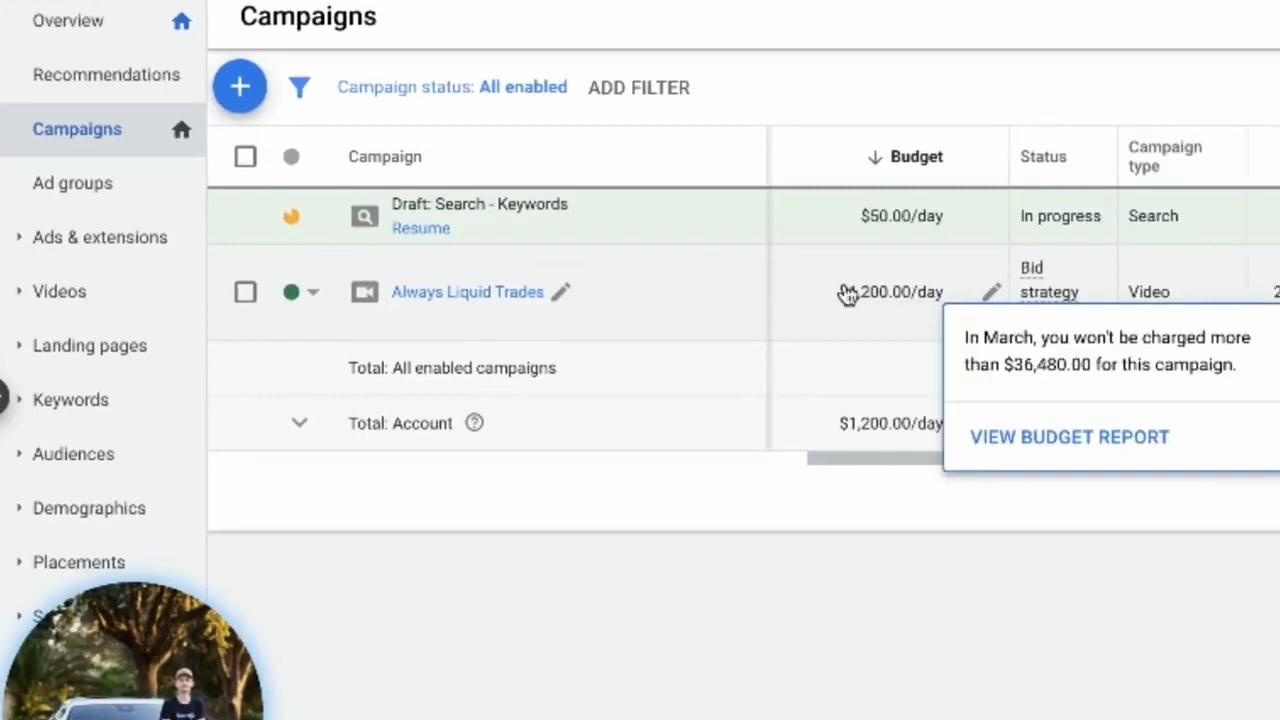 Overview
Recommendations
Campaigns
Ad groups
Ads & extensions
Videos
Landing pages
Keywords
Audiences
Demographics
Placements
Campaigns
Campaign status: All enabled ADD FILTER
Campaign
Budget
Status
Campaign
type
Draft: Search - Keywords
Resume
$50.00/day
In progress
Search
Always Liquid Trades
200.00/day
Bid
strategy
Video
Total: All enabled campaigns
Total: Account
$1,200.00/day
In March, you won't be charged more
than $36,480.00 for this campaign.
VIEW BUDGET REPORT